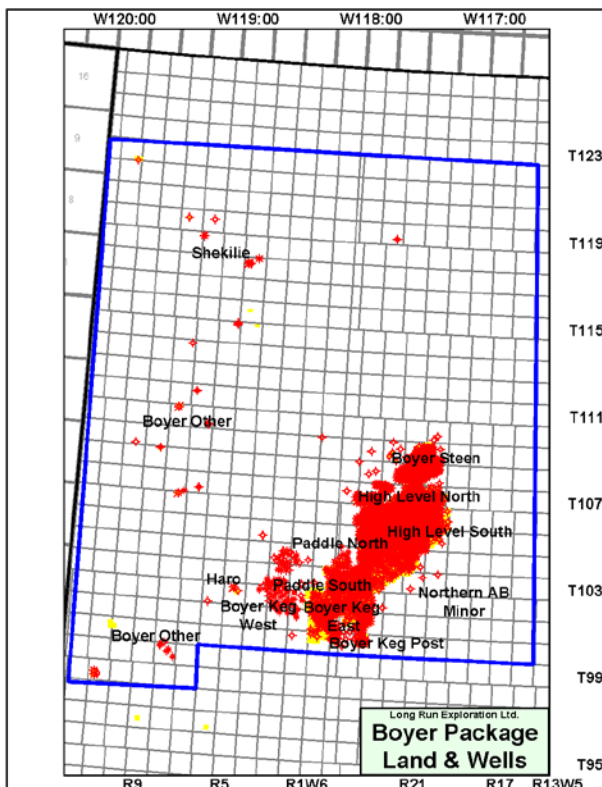 W120:00 W119:00 W118:00 W117:00
16
9
T123
8
T119
Shekilie
T115
T111
Boyer Other
Boyer Steen
High Level North
T107
High Level South
Paddle North
Haro
Paddle South
T103
Northern AB
Minor
Boyer Keg
West
Boyer Keg
East
Boyer Other
Boyer Keg Post
T99
Long Run Exploration Ltd.
Boyer Package
Land & Wells
T95
R9 R5 R1W6 R21 R17 R13W5